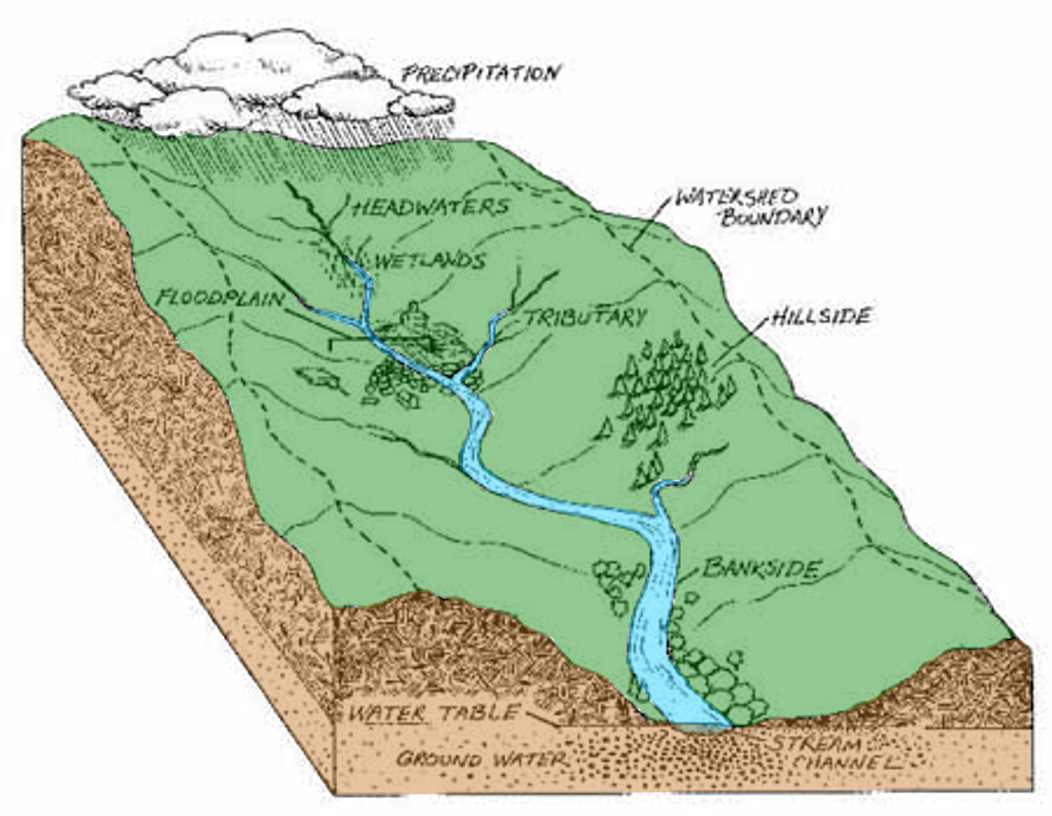 PRECIPITATION
WATERSHED
BOUNDARY
HEADWATERS
WETLANDS
FLOODPLAIN
TRIBUTARY
HILLSIDE
BANKSIDE
WATER TABLE
STREAM
CHANNEL
GROUND WATER